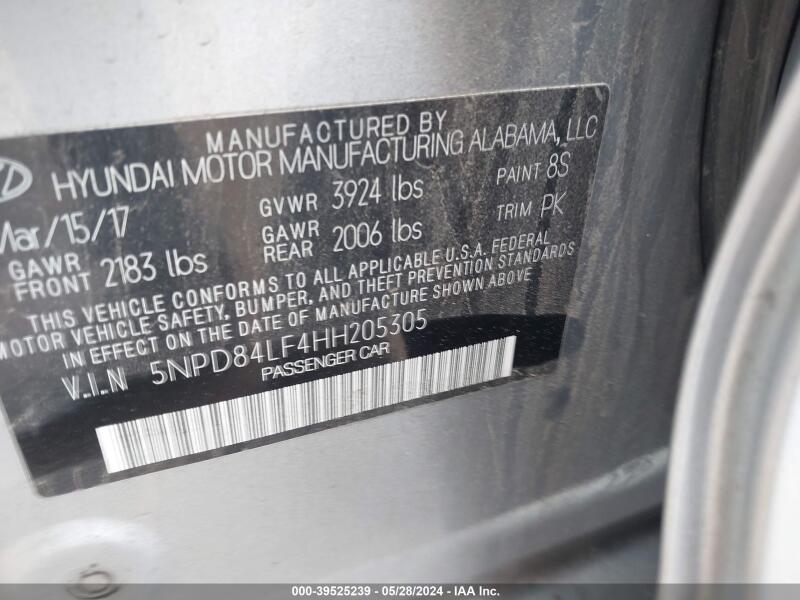 MANUFACTURED BY
HYUNDAI MOTOR MANUFACTURING ALABAMA, LLC
Mar/15/17 GVWR 3924 lbs PAINT 8S
GAWR FRONT 2183 lbs GAWR REAR 2006 lbs TRIM PK
THIS VEHICLE CONFORMS TO ALL APPLICABLE U.S.A. FEDERAL
MOTOR VEHICLE SAFETY, BUMPER, AND THEFT PREVENTION STANDARDS
IN EFFECT ON THE DATE OF MANUFACTURE SHOWN ABOVE
V.I.N 5NPD84LF4HH205305
PASSENGER CAR
000-39525239 - 05/28/2024 - IAA Inc.